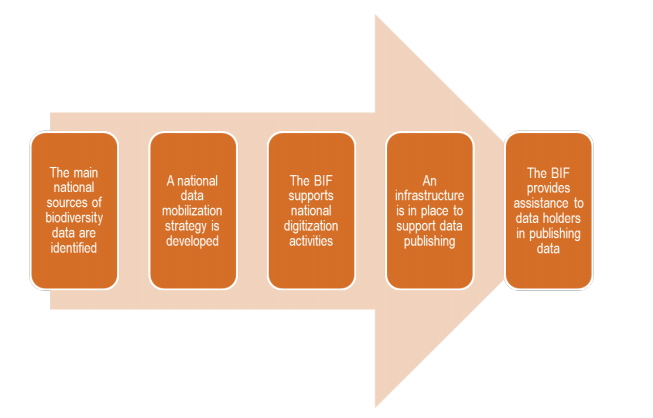 The main
national
sources of
biodiversity
data are
identified
A national
data
mobilization
strategy is
developed
The BIF
supports
national
digitization
activities
An
infrastructure
is in place to
support data
publishing
The BIF
provides
assistance to
data holders
in publishing
data